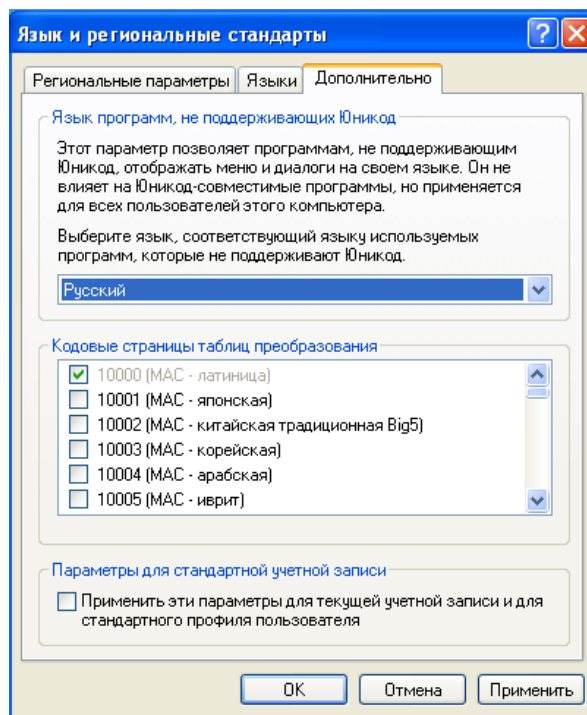 Язык и региональные стандарты
Региональные параметры Языки Дополнительно
Язык программ, не поддерживающих Юникод
Этот параметр позволяет программам, не поддерживающим
Юникод, отображать меню и диалоги на своем языке. Он не
влияет на Юникод-совместимые программы, но применяется
для всех пользователей этого компьютера.
Выберите язык, соответствующий языку используемых
программ, которые не поддерживают Юникод.
Русский
Кодовые страницы таблиц преобразования
10000 (MAC - латиница)
10001 (MAC - японская)
10002 (MAC - китайская традиционная Big5)
10003 (MAC - корейская)
10004 (MAC - арабская)
10005 (MAC - иврит)
Параметры для стандартной учетной записи
Применить эти параметры для текущей учетной записи и для
стандартного профиля пользователя
OK Отмена Применить